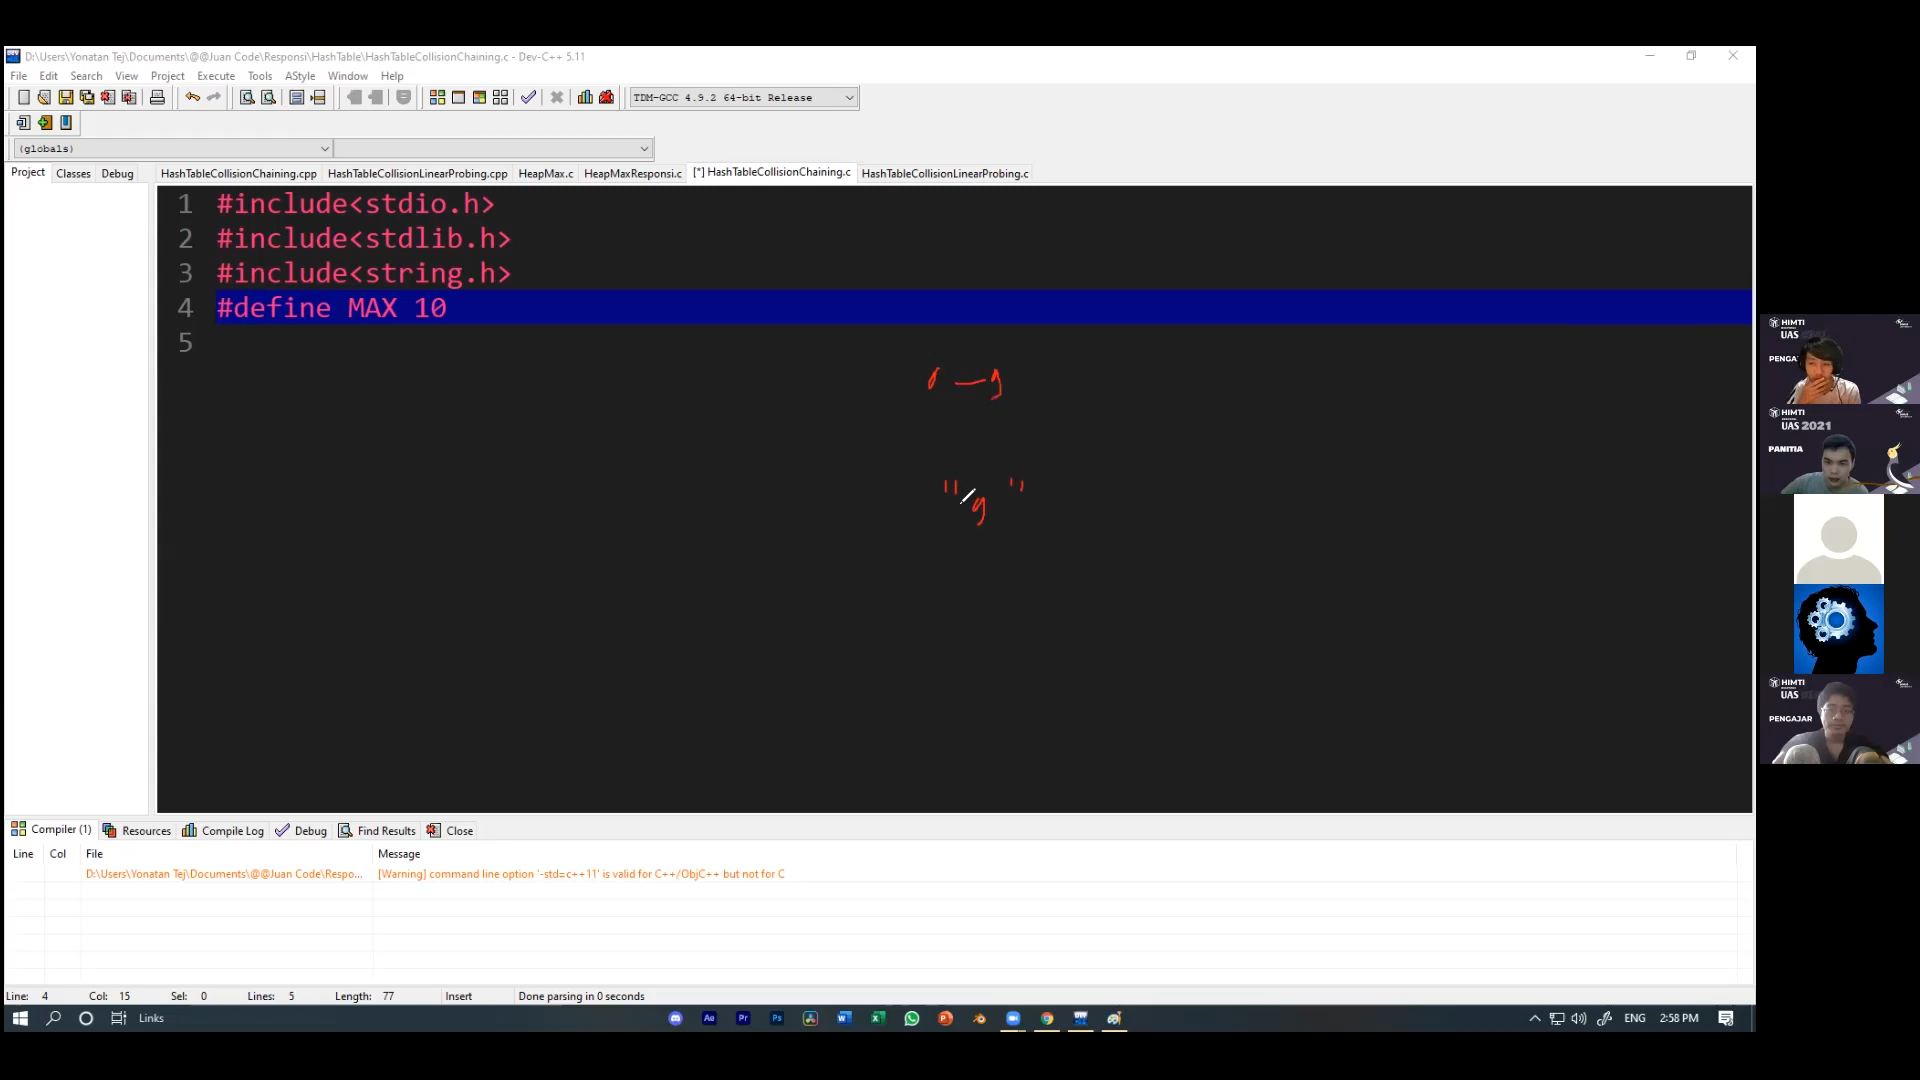 D:\Users\Yonatan Tej\Documents\@@Juan Code\Responsi\HashTable\HashTableCollisionChaining.c - Dev-C++ 5.11
File Edit Search View Project Execute Tools AStyle Window Help
TDM-GCC 4.9.2 64-bit Release
(globals)
Project Classes Debug
HashTableCollisionChaining.cpp HashTableCollisionLinearProbing.cpp HeapMax.c HeapMaxResponsi.c [*] HashTableCollisionChaining.c HashTableCollisionLinearProbing.c
1 #include<stdio.h>
2 #include<stdlib.h>
3 #include<string.h>
4 #define MAX 10
5
Compiler (1) Resources Compile Log Debug Find Results Close
Line Col File Message
D:\Users\Yonatan Tej\Documents\@@Juan Code\Respo... [Warning] command line option '-std=c++11' is valid for C++/ObjC++ but not for C
Line: 4 Col: 15 Sel: 0 Lines: 5 Length: 77 Insert Done parsing in 0 seconds
Links
ENG 2:58 PM
HIMTI
UAS
HIMTI
UAS 2021
PANITIA
HIMTI
UAS
PENGAJAR